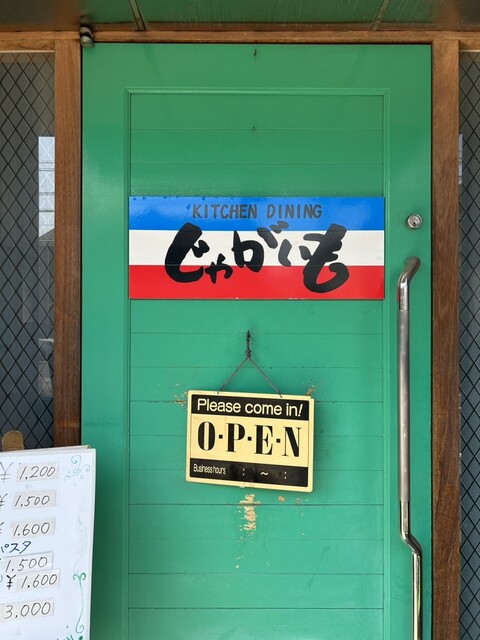 KITCHEN DINING
じゃがいも
Please come in!
O·P·E·N
Business hours : ~ :
¥ 1,200
¥ 1,500
¥ 1,600
パスタ
1,500
¥ 1,600
3,000